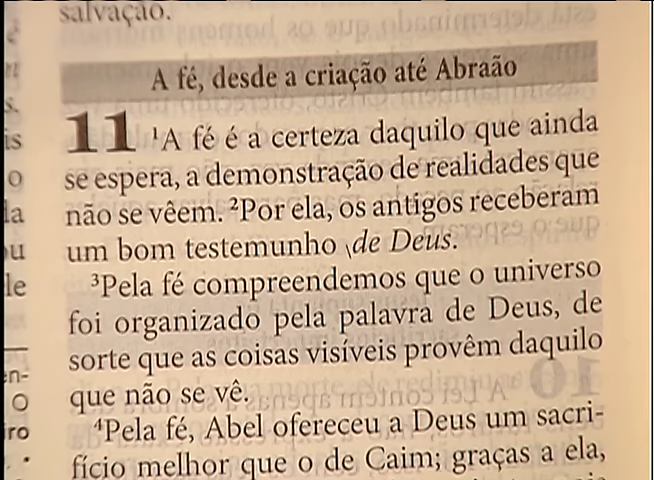 salvação.
A fé, desde a criação até Abraão
11 ¹A fé é a certeza daquilo que ainda
se espera, a demonstração de realidades que
não se vêem. ²Por ela, os antigos receberam
um bom testemunho \de Deus.
³Pela fé compreendemos que o universo
foi organizado pela palavra de Deus, de
sorte que as coisas visíveis provêm daquilo
que não se vê.
⁴Pela fé, Abel ofereceu a Deus um sacri-
fício melhor que o de Caim; graças a ela,